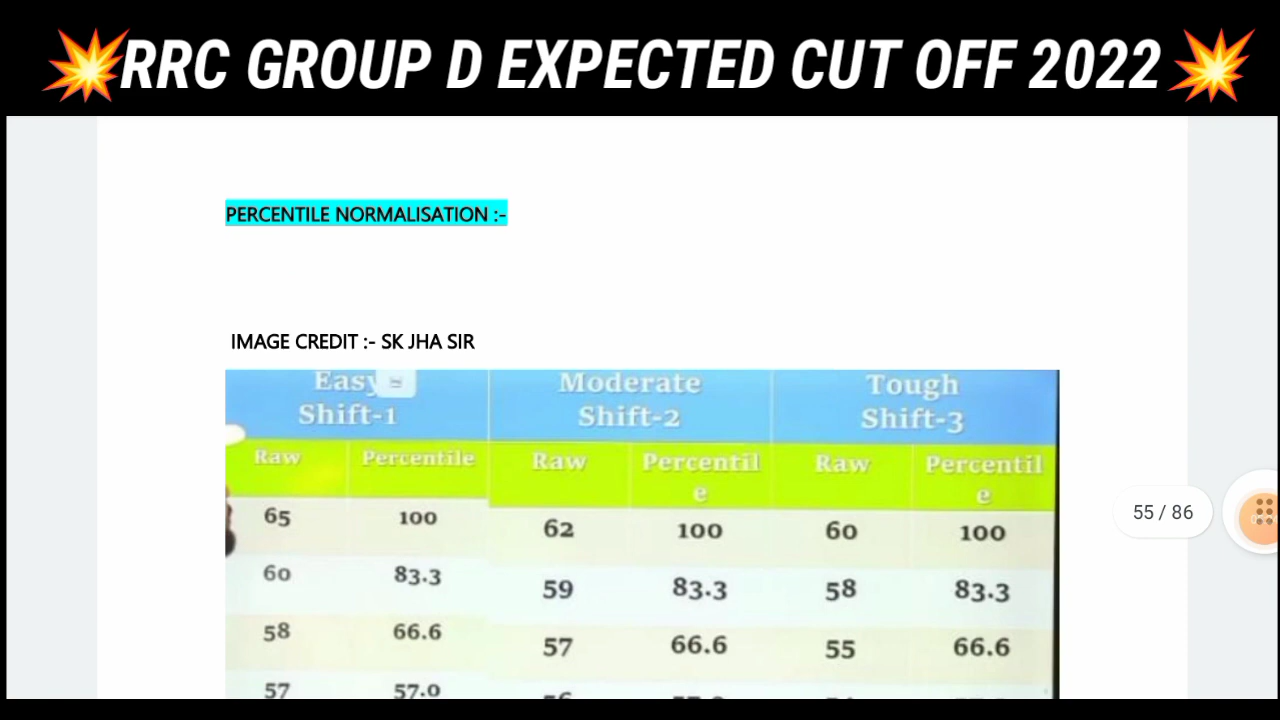 💥RRC GROUP D EXPECTED CUT OFF 2022💥
PERCENTILE NORMALISATION :-
IMAGE CREDIT :- SK JHA SIR
Easy Moderate Tough
Shift-1 Shift-2 Shift-3
Raw Percentile Raw Percentil e Raw Percentil e
65 100 62 100 60 100
60 83.3 59 83.3 58 83.3
58 66.6 57 66.6 55 66.6
57 57.0
55 / 86